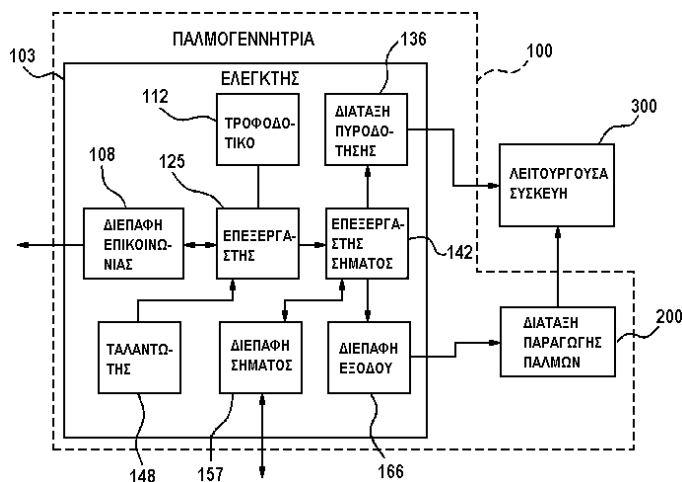 ΠΑΛΜΟΓΕΝΝΗΤΡΙΑ
136
103
100
ΕΛΕΓΚΤΗΣ
112
ΤΡΟΦΟΔΟ-
ΤΙΚΟ
ΔΙΑΤΑΞΗ
ΠΥΡΟΔΟ-
ΤΗΣΗΣ
300
ΛΕΙΤΟΥΡΓΟΥΣΑ
ΣΥΣΚΕΥΗ
108
125
ΔΙΕΠΑΦΗ
ΕΠΙΚΟΙΝΩ-
ΝΙΑΣ
ΕΠΕΞΕΡΓΑ-
ΣΤΗΣ
ΕΠΕΞΕΡΓΑ-
ΣΤΗΣ
ΣΗΜΑΤΟΣ
142
ΤΑΛΑΝΤΩ-
ΤΗΣ
ΔΙΕΠΑΦΗ
ΣΗΜΑΤΟΣ
ΔΙΕΠΑΦΗ
ΕΞΟΔΟΥ
ΔΙΑΤΑΞΗ
ΠΑΡΑΓΩΓΗΣ
ΠΑΛΜΩΝ
200
148
157
166